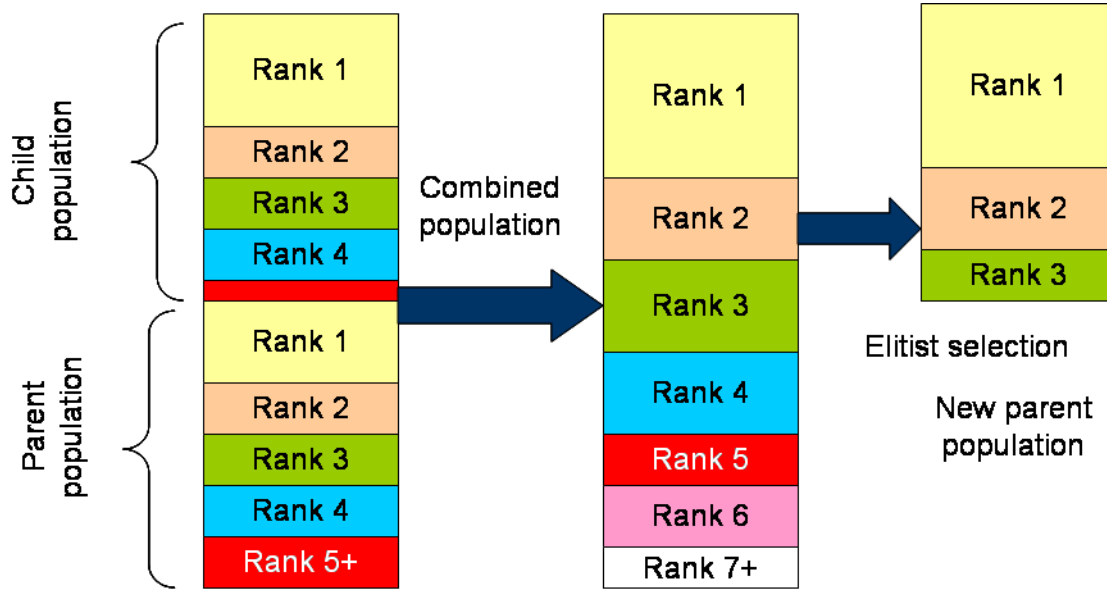 Child
population
Rank 1
Rank 2
Rank 3
Rank 4
Parent
population
Rank 1
Rank 2
Rank 3
Rank 4
Rank 5+
Combined
population
Rank 1
Rank 2
Rank 3
Rank 4
Rank 5
Rank 6
Rank 7+
Rank 1
Rank 2
Rank 3
Elitist selection
New parent
population